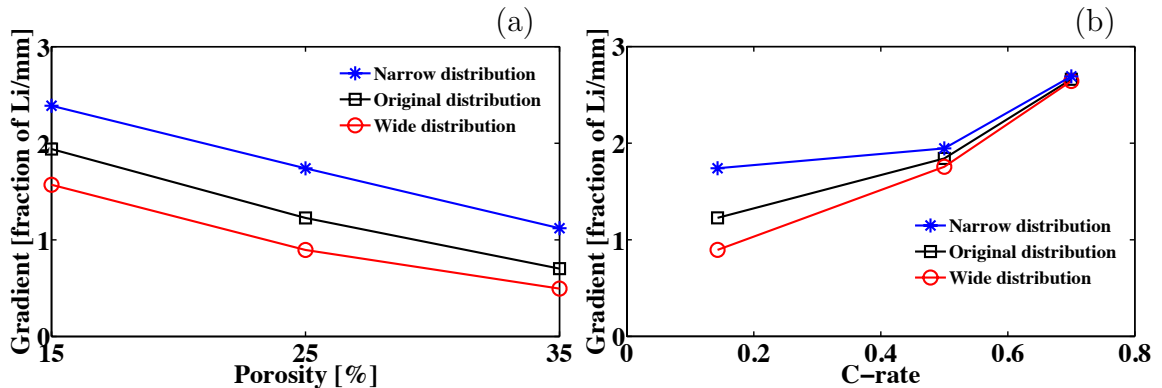 (a)
Gradient [fraction of Li/mm]
3
2
1
0
Narrow distribution
Original distribution
Wide distribution
15
25
35
Porosity [%]
(b)
Gradient [fraction of Li/mm]
3
2
1
0
Narrow distribution
Original distribution
Wide distribution
0
0.2
0.4
0.6
0.8
C−rate